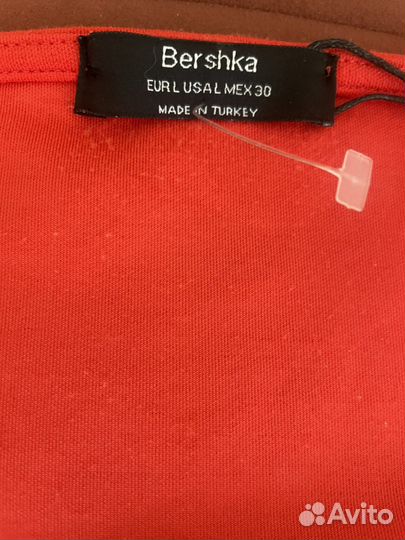 Bershka
EUR L USA L MEX 30
MADE IN TURKEY
Avito